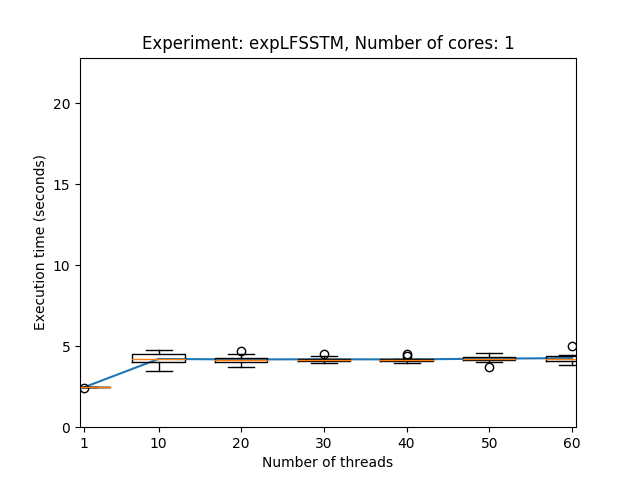 Experiment: expLFSSTM, Number of cores: 1
Execution time (seconds)
20
15
10
5
0
1 10 20 30 40 50 60
Number of threads